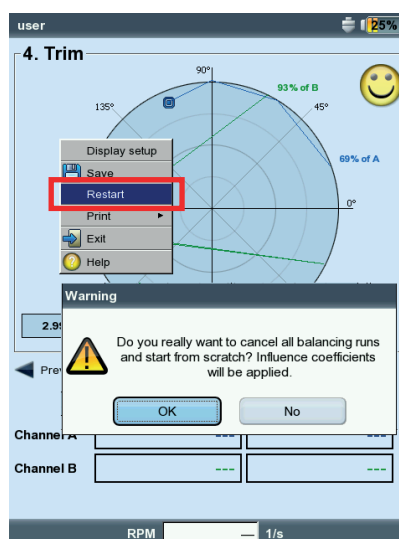 user
25%
4. Trim
90°
93% of B
135°
45°
69% of A
Display setup
Save
Restart
0°
Print
Exit
Help
Warning
2.9
Do you really want to cancel all balancing runs
and start from scratch? Influence coefficients
will be applied.
Pre
OK
No
Channel A
---
---
Channel B
---
---
RPM
—
1/s